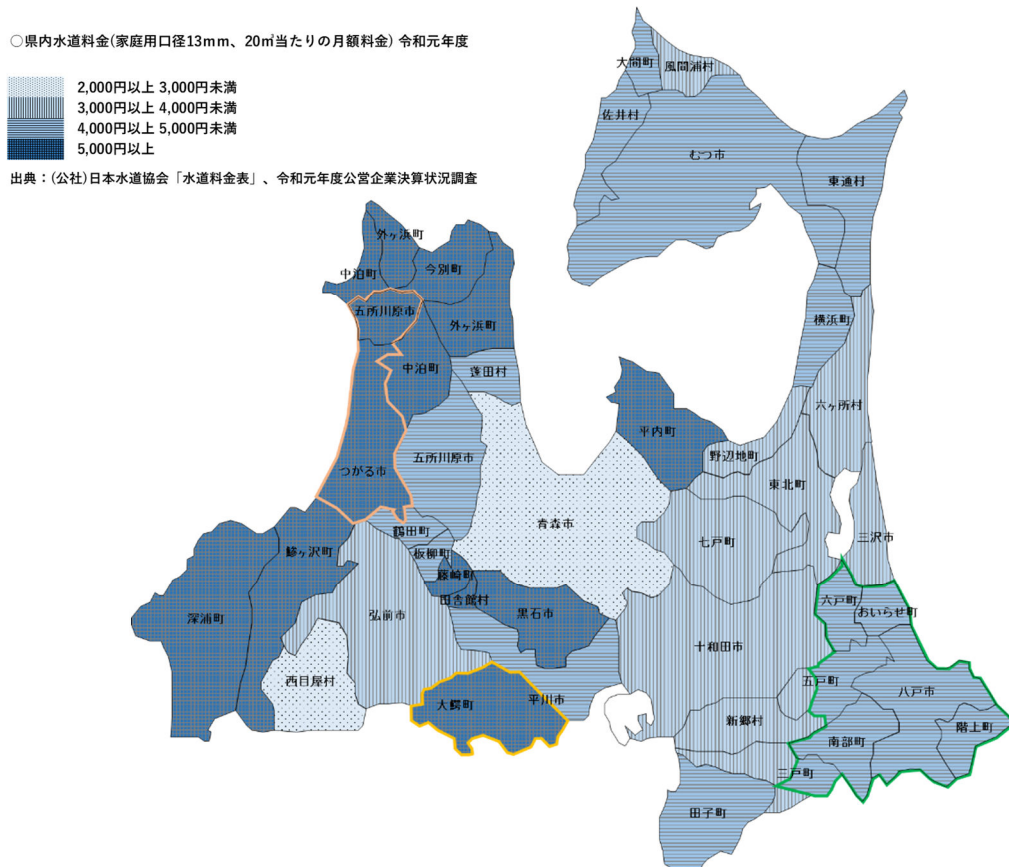 ○県内水道料金(家庭用口径13mm、20㎥当たりの月額料金) 令和元年度
2,000円以上 3,000円未満
3,000円以上 4,000円未満
4,000円以上 5,000円未満
5,000円以上
出典：(公社)日本水道協会「水道料金表」、令和元年度公営企業決算状況調査
大間町
風間浦村
佐井村
むつ市
東通村
外ヶ浜町
中泊町
今別町
五所川原市
外ヶ浜町
横浜町
中泊町
蓬田村
六ヶ所村
平内町
野辺地町
五所川原市
つがる市
東北町
青森市
鶴田町
七戸町
三沢市
鰺ヶ沢町
板柳町
藤崎町
田舎館村
六戸町
おいらせ町
深浦町
弘前市
黒石市
十和田市
西目屋村
五戸町
八戸市
大鰐町
平川市
新郷村
階上町
南部町
三戸町
田子町